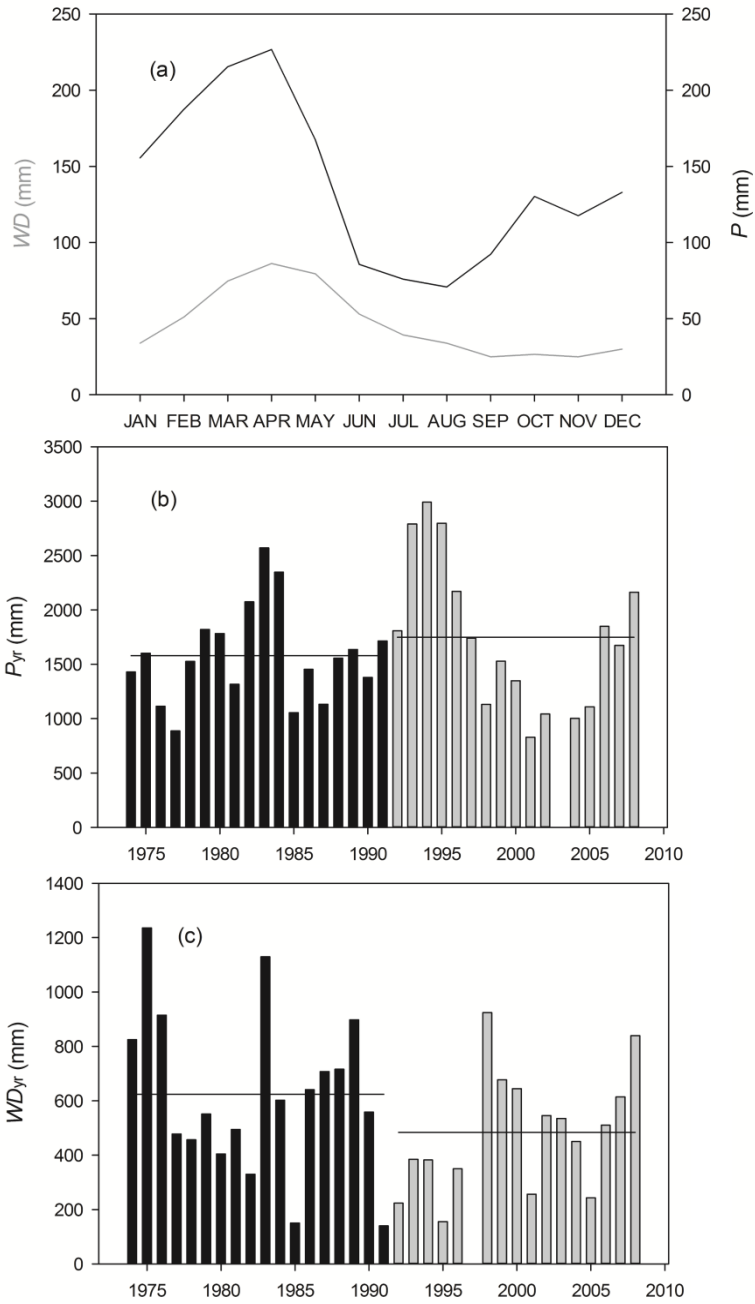 250 250
(a)
200 200
150 150
WD (mm) P (mm)
100 100
50 50
0 0
JAN FEB MAR APR MAY JUN JUL AUG SEP OCT NOV DEC
3500
(b)
3000
2500
2000
Pyr (mm)
1500
1000
500
0
1975 1980 1985 1990 1995 2000 2005 2010
1400
(c)
1200
1000
800
WDyr (mm)
600
400
200
0
1975 1980 1985 1990 1995 2000 2005 2010